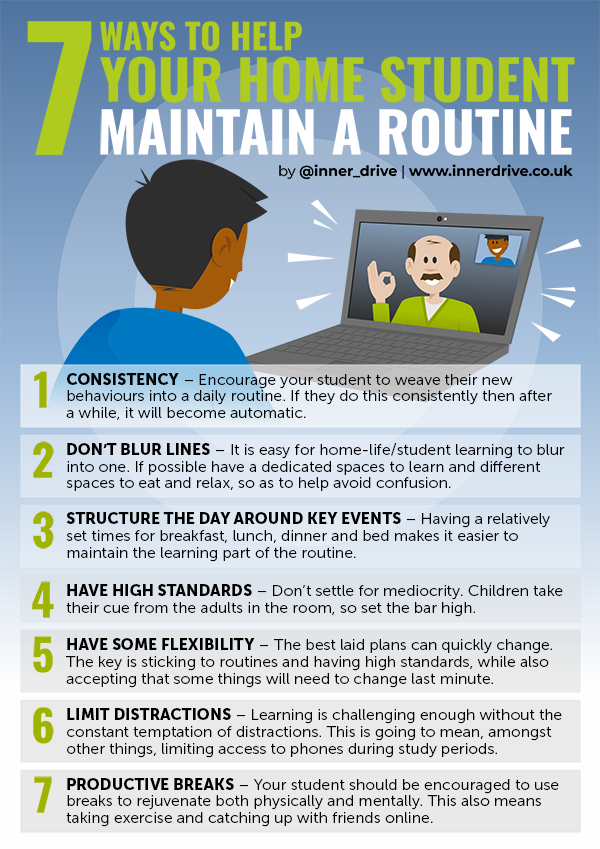 7 WAYS TO HELP
YOUR HOME STUDENT
MAINTAIN A ROUTINE
by @inner_drive | www.innerdrive.co.uk
1 CONSISTENCY – Encourage your student to weave their new
behaviours into a daily routine. If they do this consistently then after
a while, it will become automatic.
2 DON'T BLUR LINES – It is easy for home-life/student learning to blur
into one. If possible have a dedicated spaces to learn and different
spaces to eat and relax, so as to help avoid confusion.
3 STRUCTURE THE DAY AROUND KEY EVENTS – Having a relatively
set times for breakfast, lunch, dinner and bed makes it easier to
maintain the learning part of the routine.
4 HAVE HIGH STANDARDS – Don't settle for mediocrity. Children take
their cue from the adults in the room, so set the bar high.
5 HAVE SOME FLEXIBILITY – The best laid plans can quickly change.
The key is sticking to routines and having high standards, while also
accepting that some things will need to change last minute.
6 LIMIT DISTRACTIONS – Learning is challenging enough without the
constant temptation of distractions. This is going to mean, amongst
other things, limiting access to phones during study periods.
7 PRODUCTIVE BREAKS – Your student should be encouraged to use
breaks to rejuvenate both physically and mentally. This also means
taking exercise and catching up with friends online.